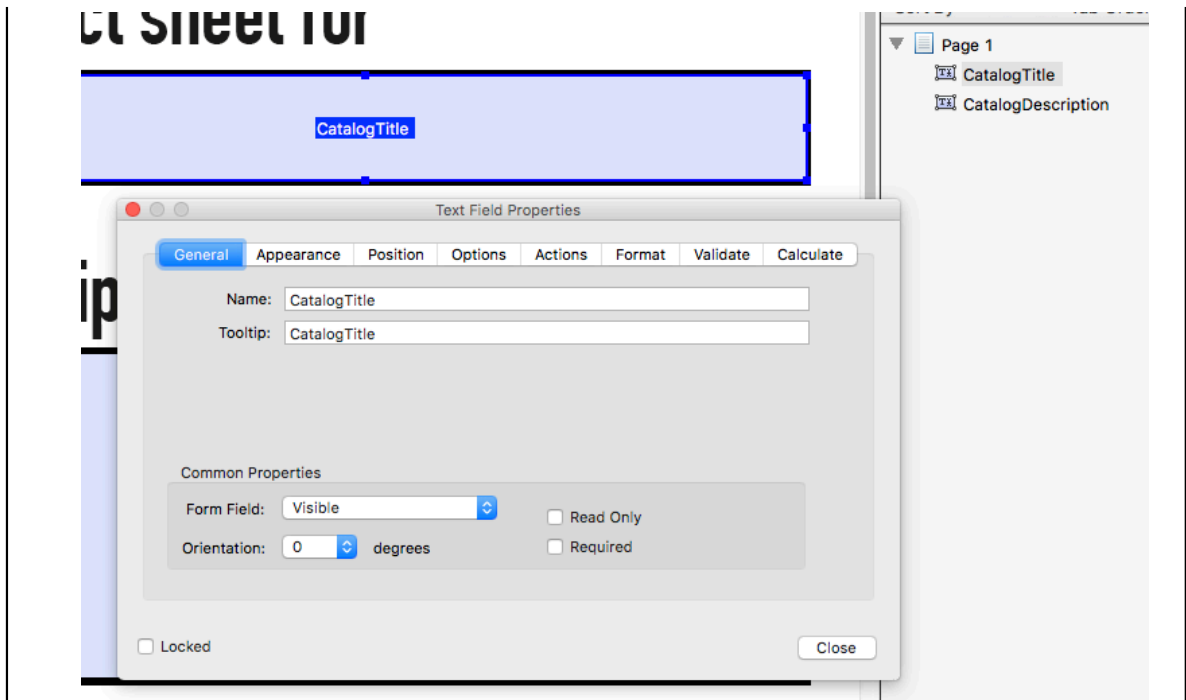 ct Sheet for
Page 1
CatalogTitle
CatalogDescription
CatalogTitle
Text Field Properties
General Appearance Position Options Actions Format Validate Calculate
ip
Name: CatalogTitle
Tooltip: CatalogTitle
Common Properties
Form Field: Visible
Read Only
Orientation: 0 degrees
Required
Locked
Close